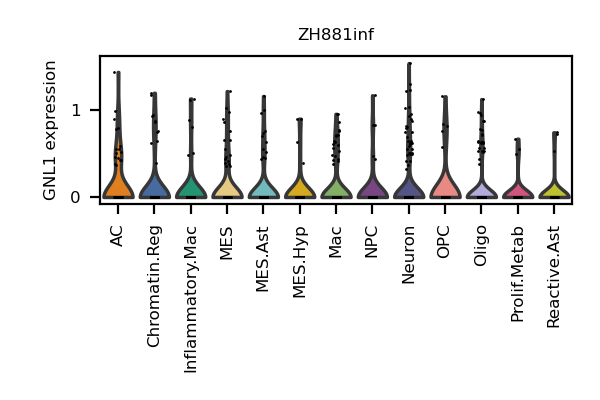 ZH881inf
GNL1 expression
1
0
AC
Chromatin.Reg
Inflammatory.Mac
MES
MES.Ast
MES.Hyp
Mac
NPC
Neuron
OPC
Oligo
Prolif.Metab
Reactive.Ast